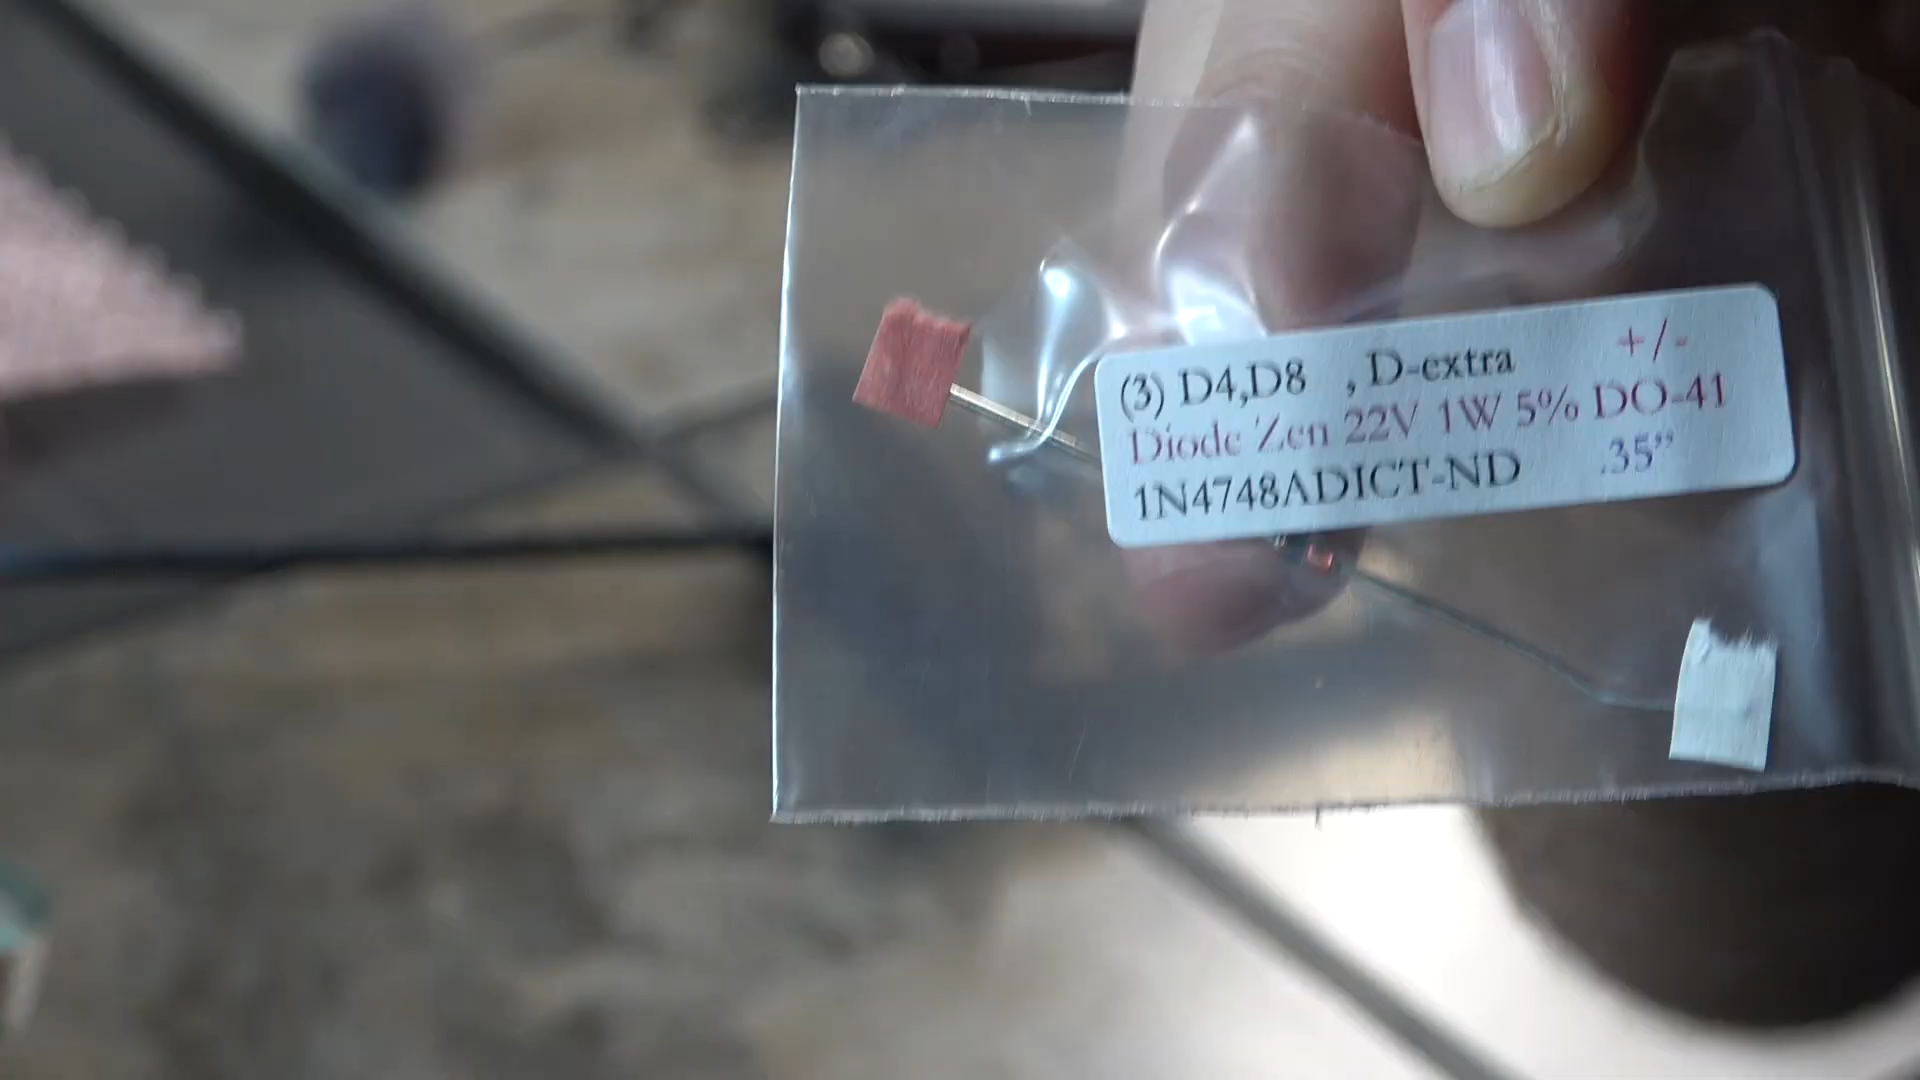 (3) D4,D8 , D-extra +/-
Diode Zen 22V 1W 5% DO-41
1N4748ADICT-ND .35”